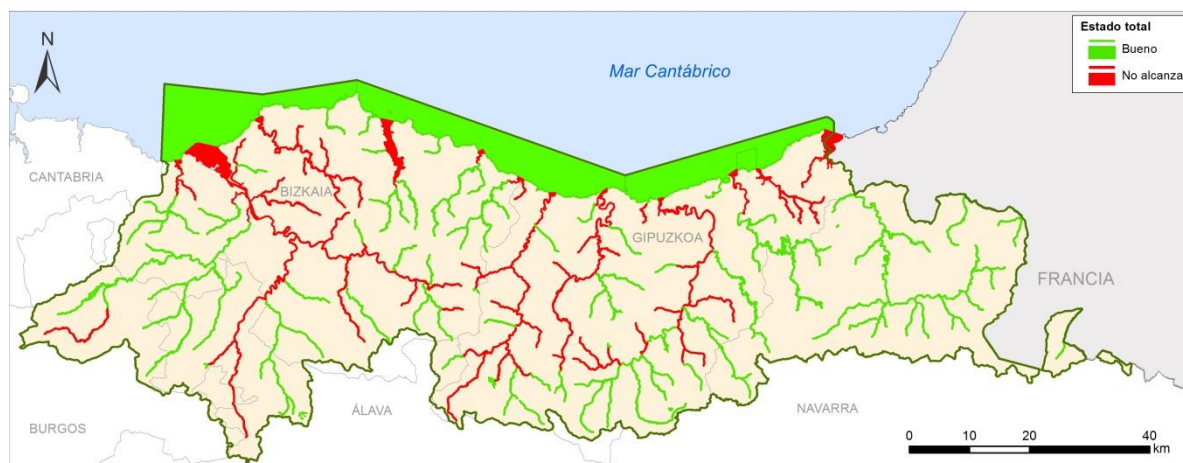 N
Mar Cantábrico
Estado total
Bueno
No alcanza
CANTABRIA
BIZKAIA
GIPUZKOA
FRANCIA
ÁLAVA
NAVARRA
BURGOS
0 10 20 40
km